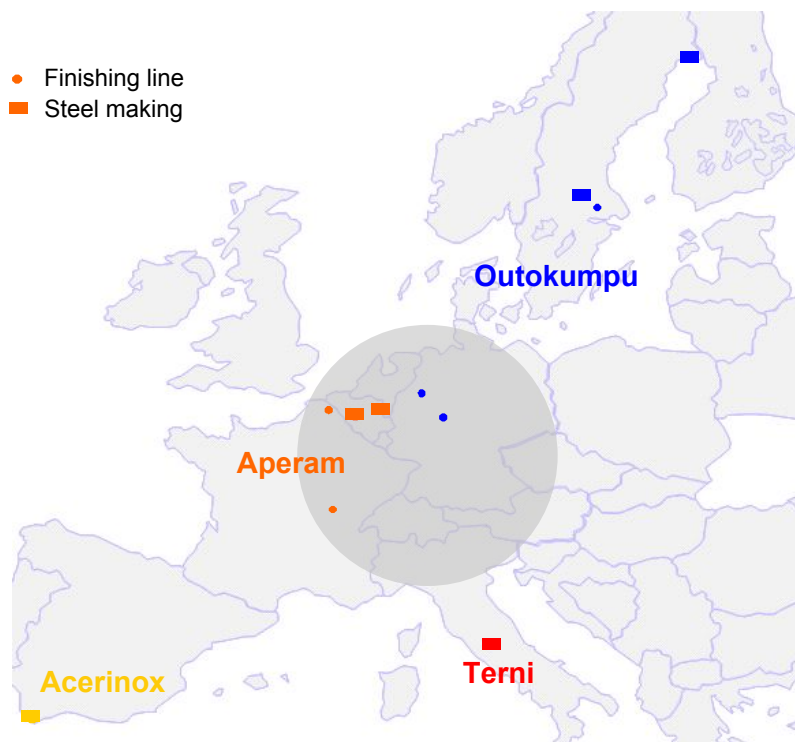 Finishing line
Steel making
Outokumpu
Aperam
Acerinox
Terni